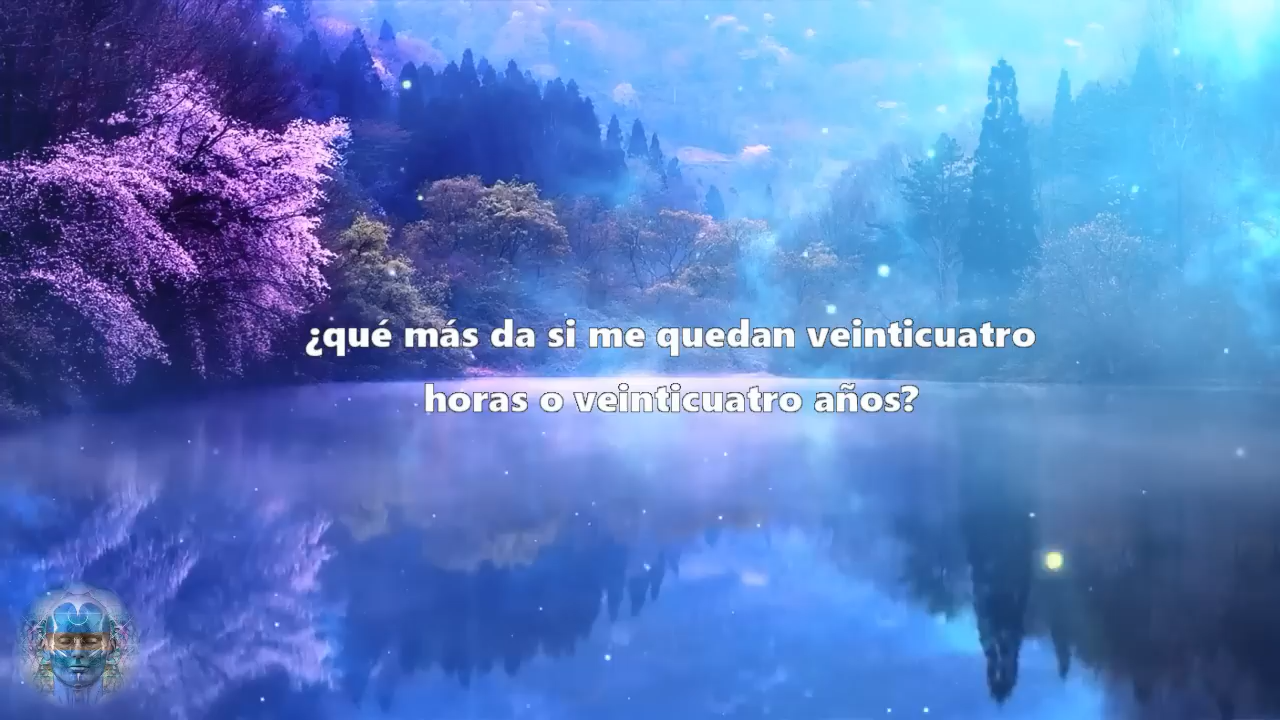 ¿qué más da si me quedan veinticuatro
horas o veinticuatro años?